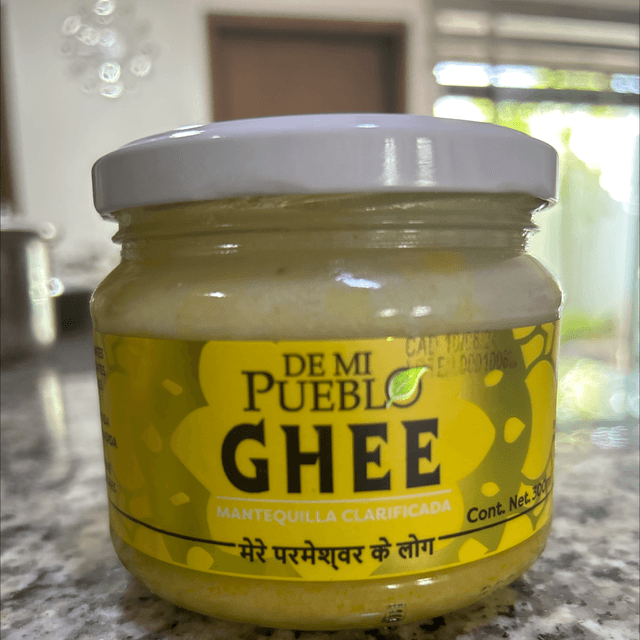 DE MI
PUEBLO
GHEE
MANTEQUILLA CLARIFICADA
Cont. Net.
मेरे परमेश्वर के लोग